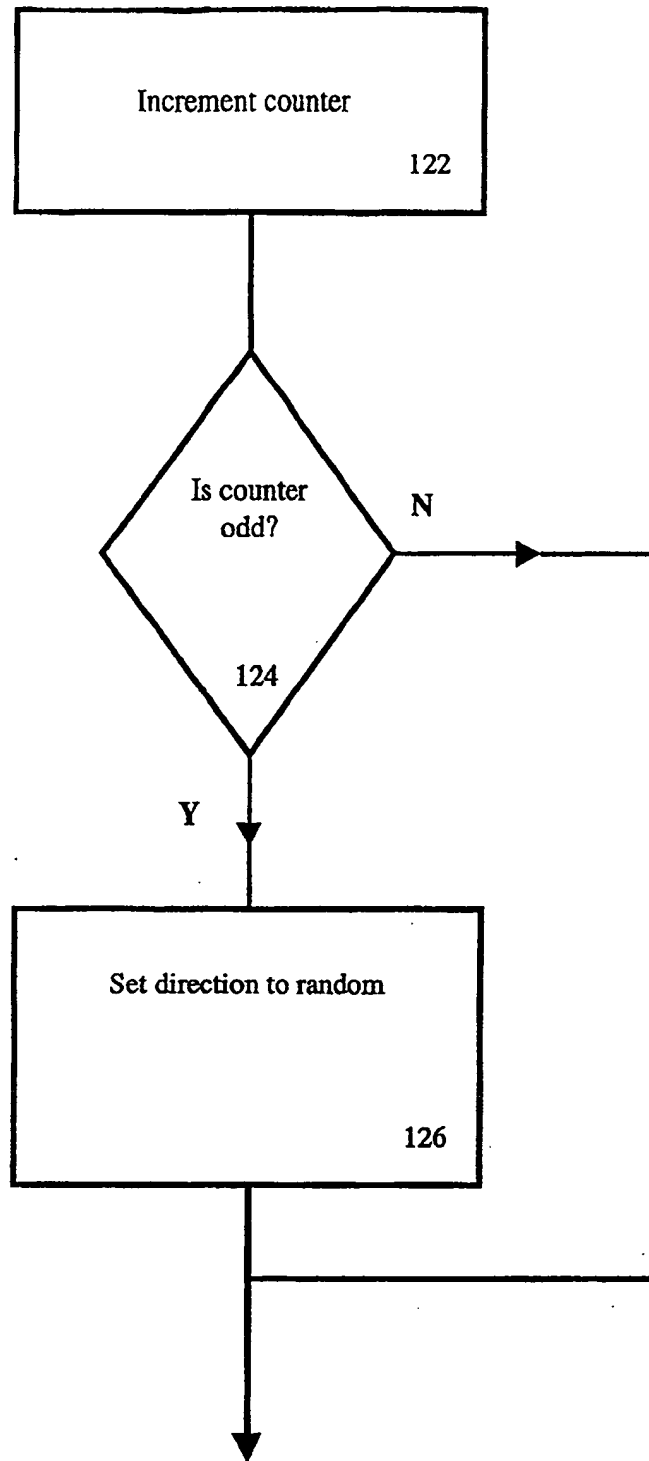 Increment counter
122
Is counter
odd?
N
124
Y
Set direction to random
126